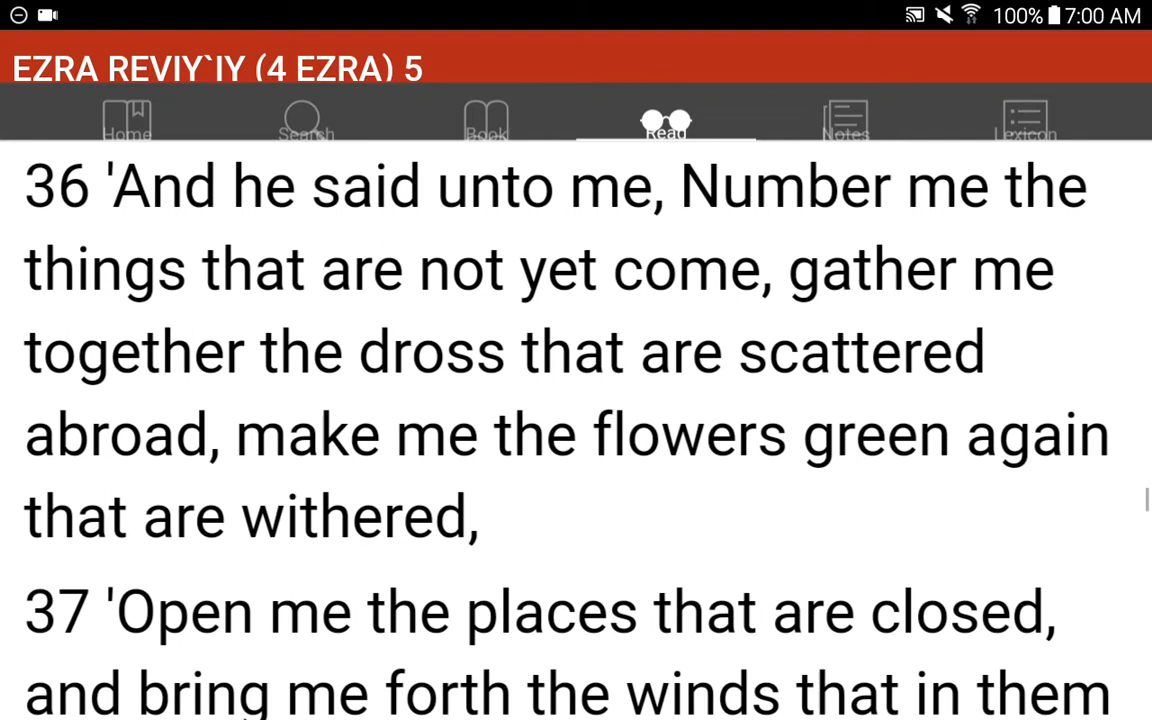 100% 7:00 AM
EZRA REVIY`IY (4 EZRA) 5
Home Search Book Read Notes Lexicon
36 'And he said unto me, Number me the
things that are not yet come, gather me
together the dross that are scattered
abroad, make me the flowers green again
that are withered,
37 'Open me the places that are closed,
and bring me forth the winds that in them